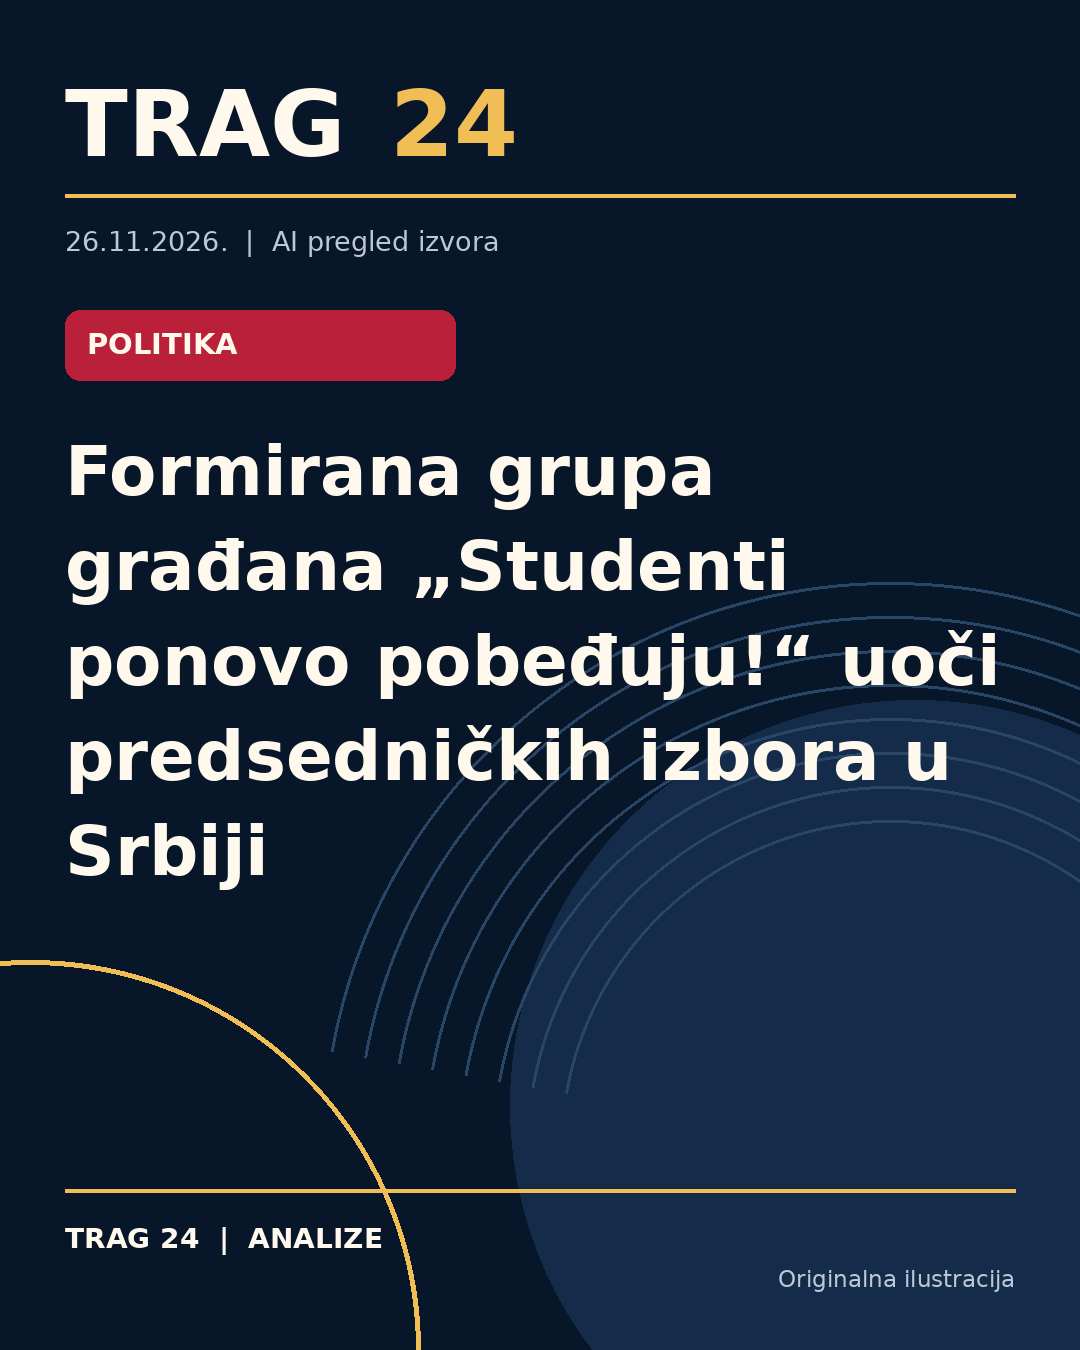 TRAG 24
26.11.2026. | AI pregled izvora
POLITIKA
Formirana grupa
građana „Studenti
ponovo pobeđuju!“ uoči
predsedničkih izbora u
Srbiji
TRAG 24 | ANALIZE
Originalna ilustracija